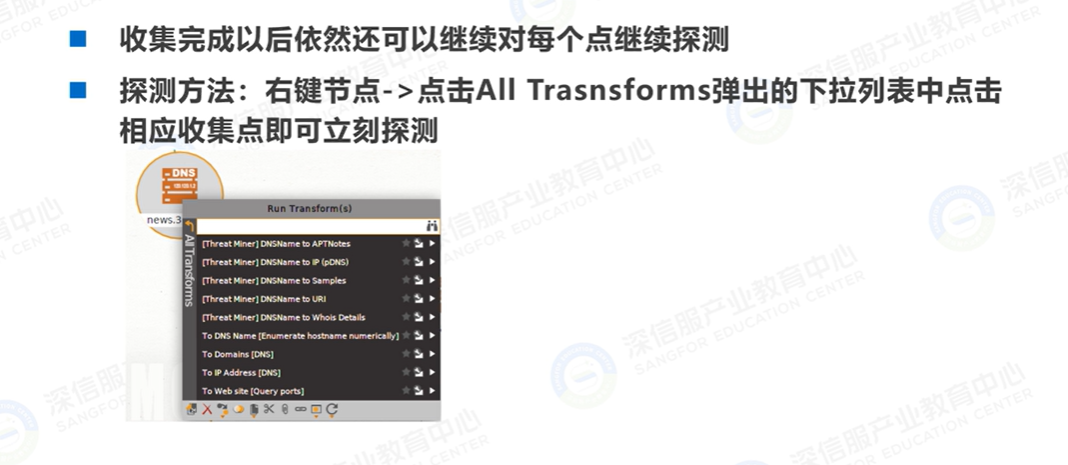 收集完成以后依然还可以继续对每个点继续探测
探测方法：右键节点->点击All Trasnsforms弹出的下拉列表中点击
相应收集点即可立刻探测
DNS
news.3
Run Transform(s)
All Transforms
[Threat Miner] DNSName to APTNotes
[Threat Miner] DNSName to IP (pDNS)
[Threat Miner] DNSName to Samples
[Threat Miner] DNSName to URI
[Threat Miner] DNSName to Whois Details
To DNS Name [Enumerate hostname numerically]
To Domains [DNS]
To IP Address [DNS]
To Web site [Query ports]
深信服产业教育中心
SANGFOR EDUCATION CENTER